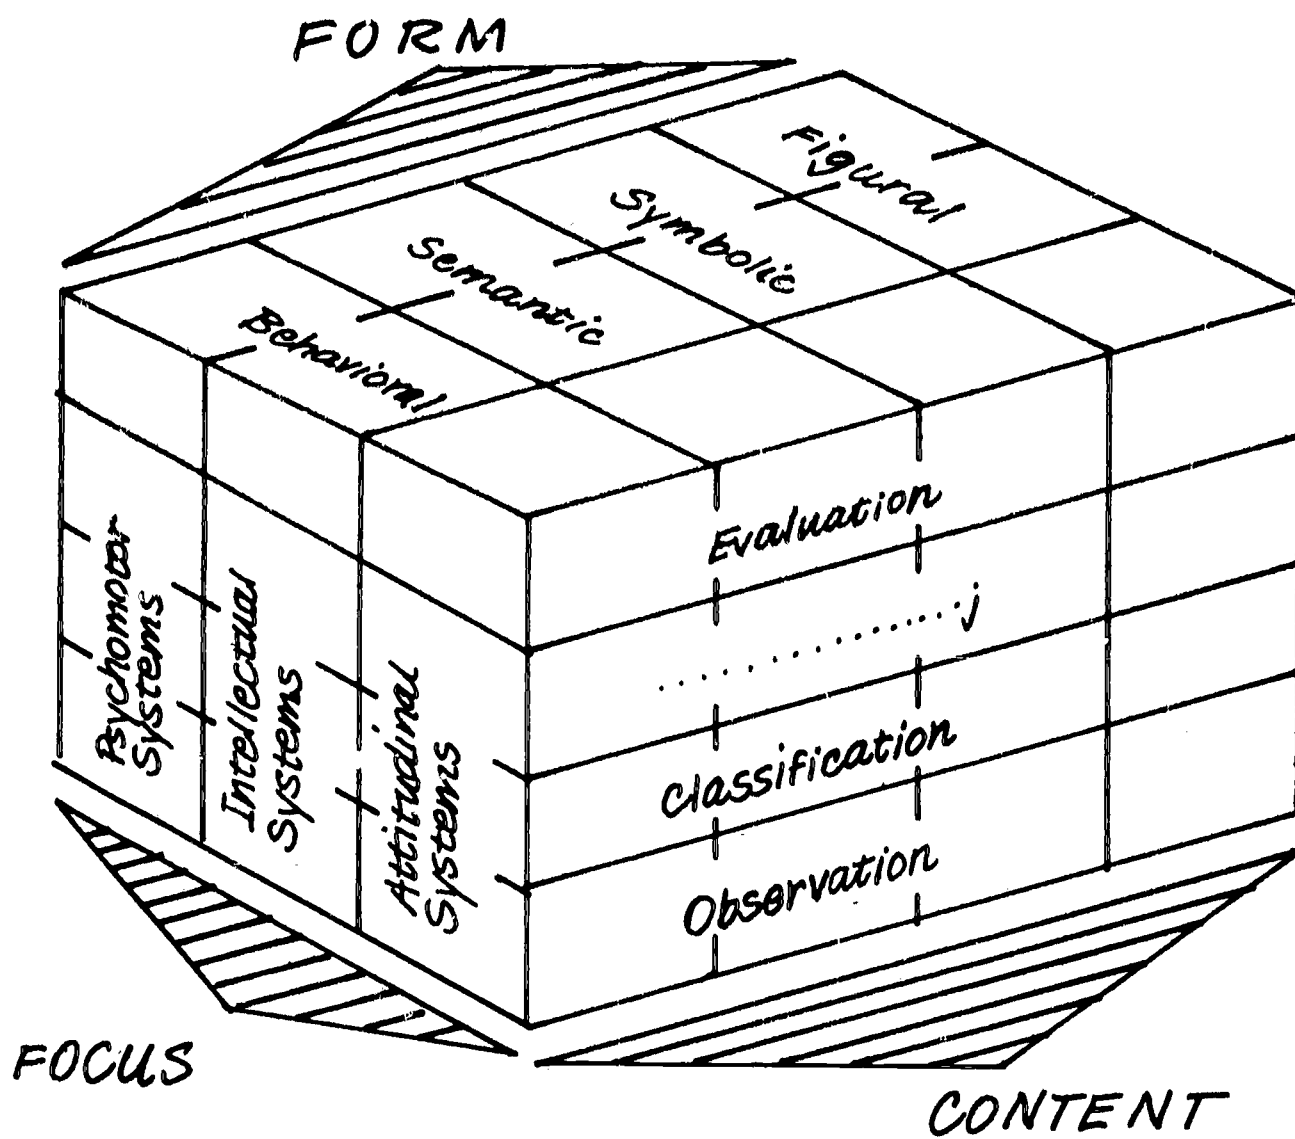 FORM
Figural
Symbolic
Semantic
Behavioral
Evaluation
..............j
Classification
Observation
Psychomotor
Systems
Intellectual
Systems
Attitudinal
Systems
FOCUS
CONTENT